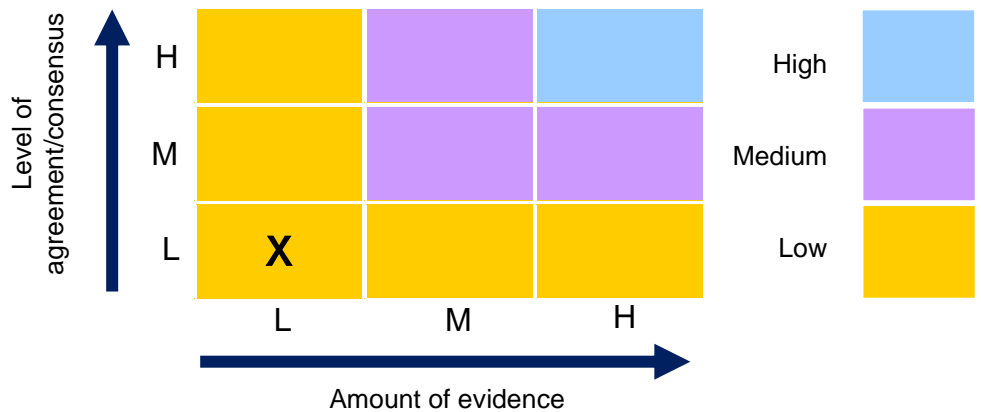 Level of
agreement/consensus
H
M
L
X
L
M
H
Amount of evidence
High
Medium
Low